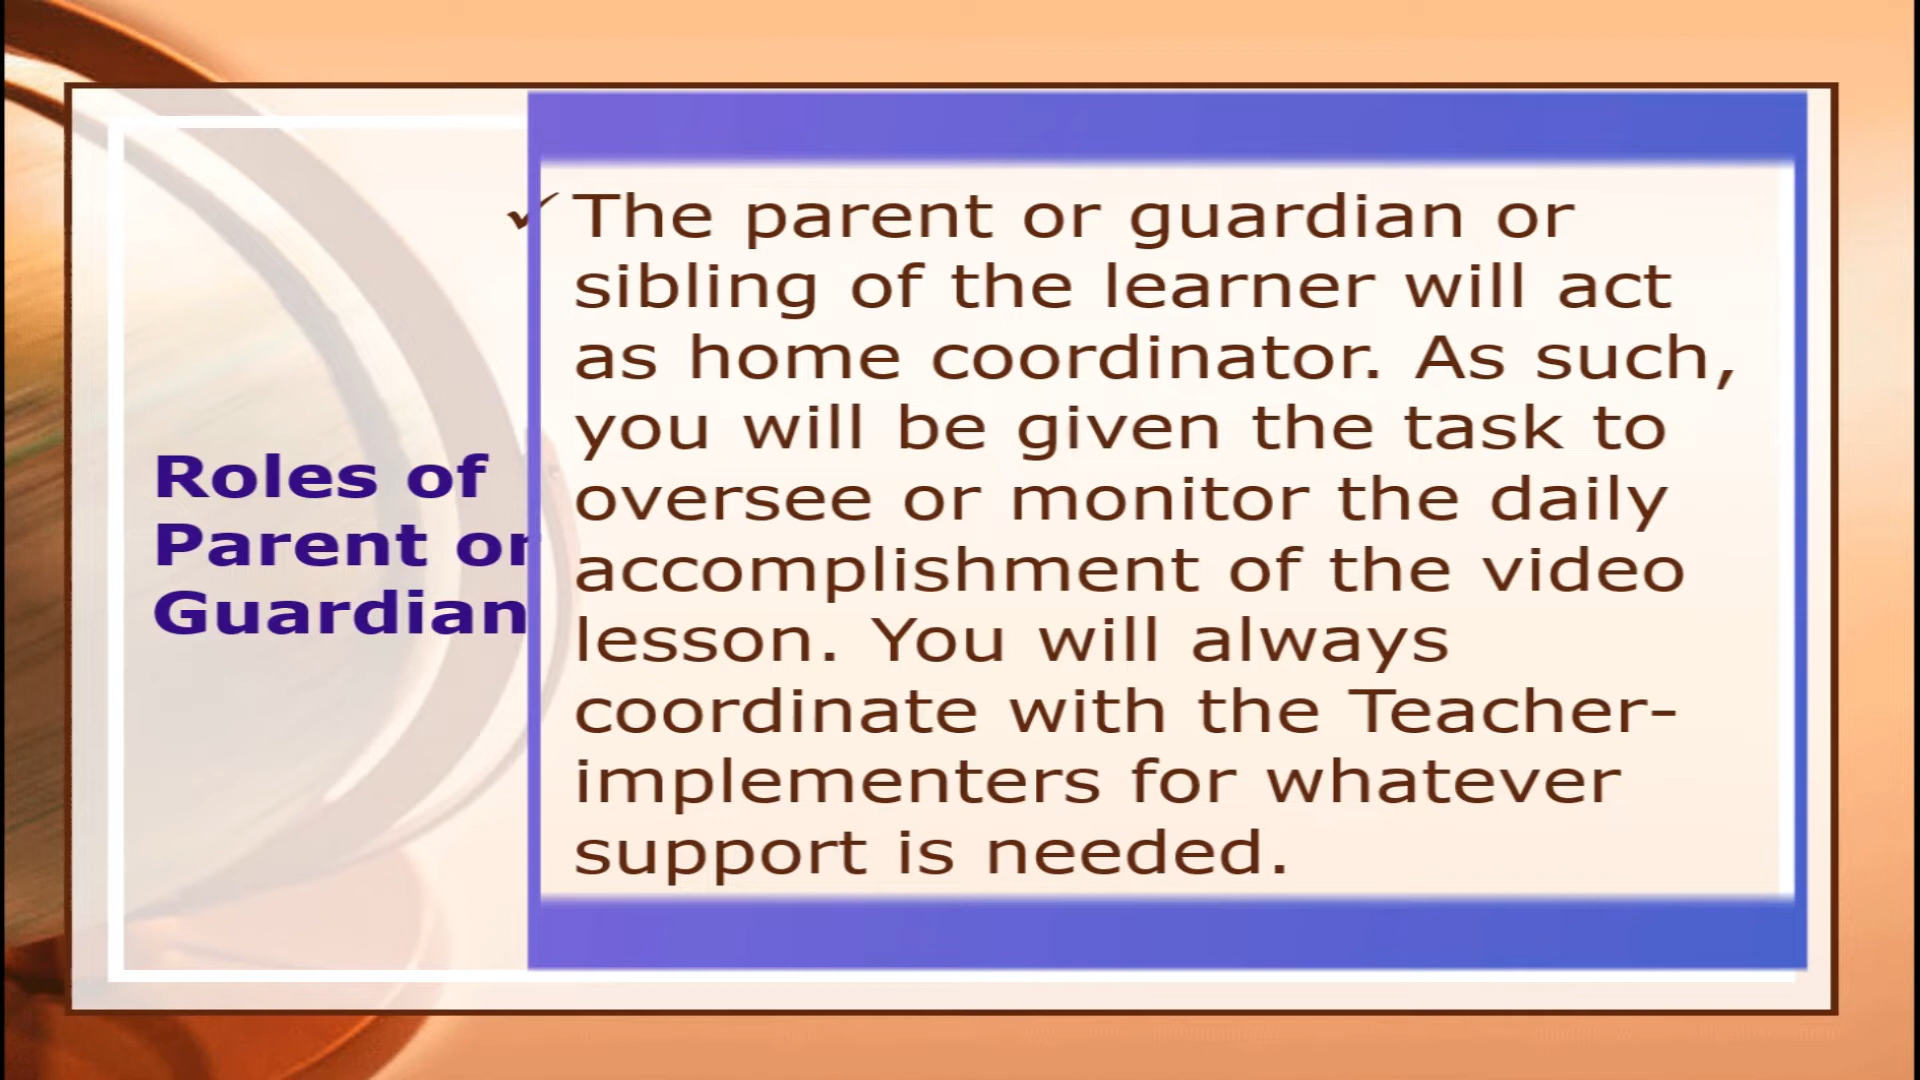 Roles of
Parent or
Guardian
✓ The parent or guardian or
sibling of the learner will act
as home coordinator. As such,
you will be given the task to
oversee or monitor the daily
accomplishment of the video
lesson. You will always
coordinate with the Teacher-
implementers for whatever
support is needed.